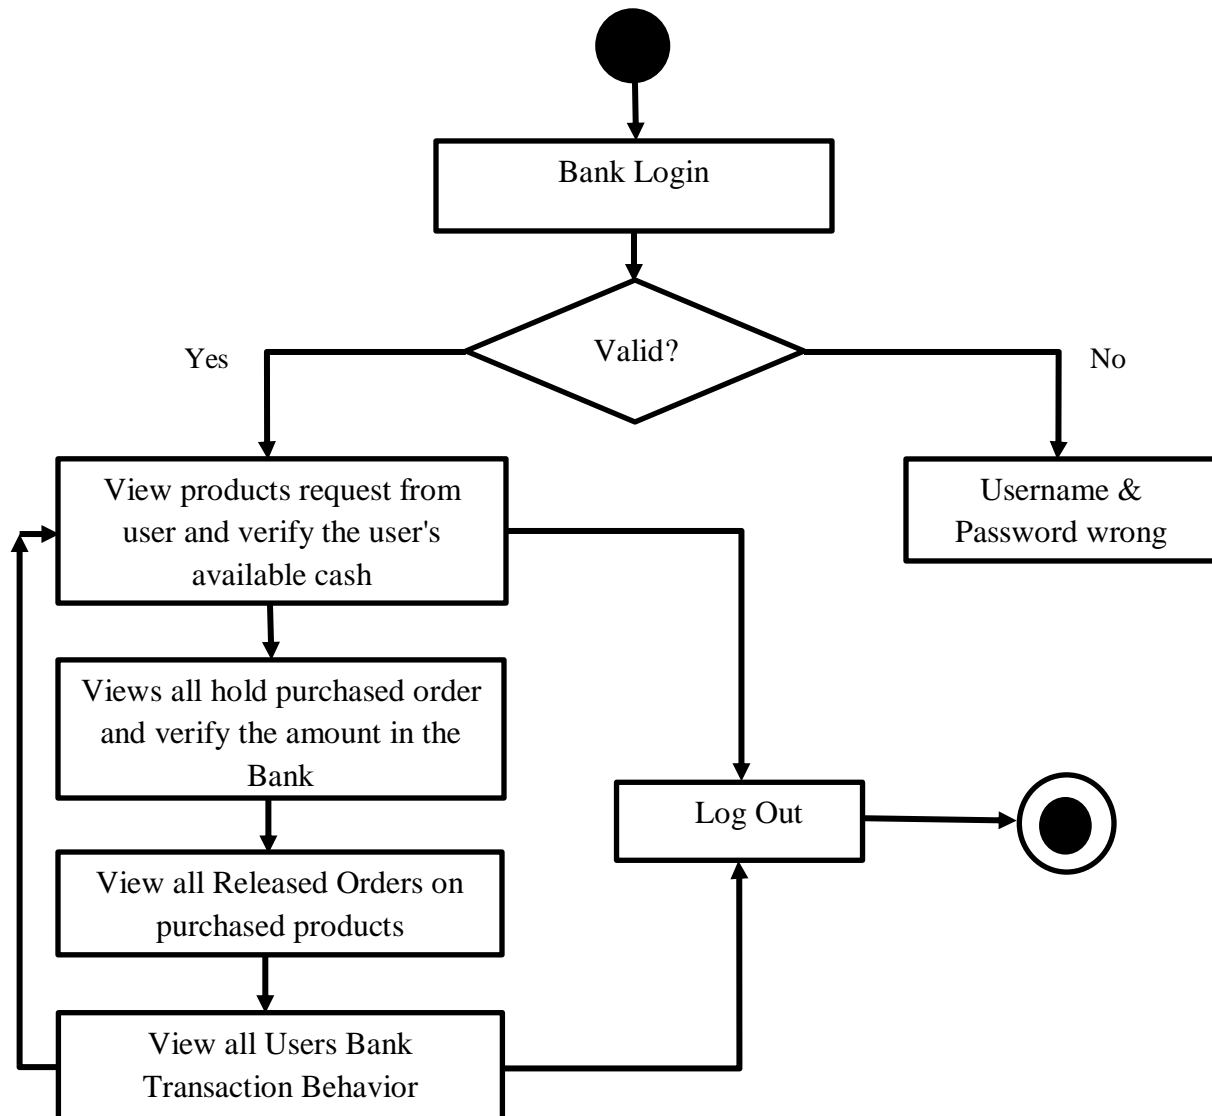 Bank Login
Valid?
Yes
No
View products request from
user and verify the user's
available cash
Username &
Password wrong
Views all hold purchased order
and verify the amount in the
Bank
Log Out
View all Released Orders on
purchased products
View all Users Bank
Transaction Behavior